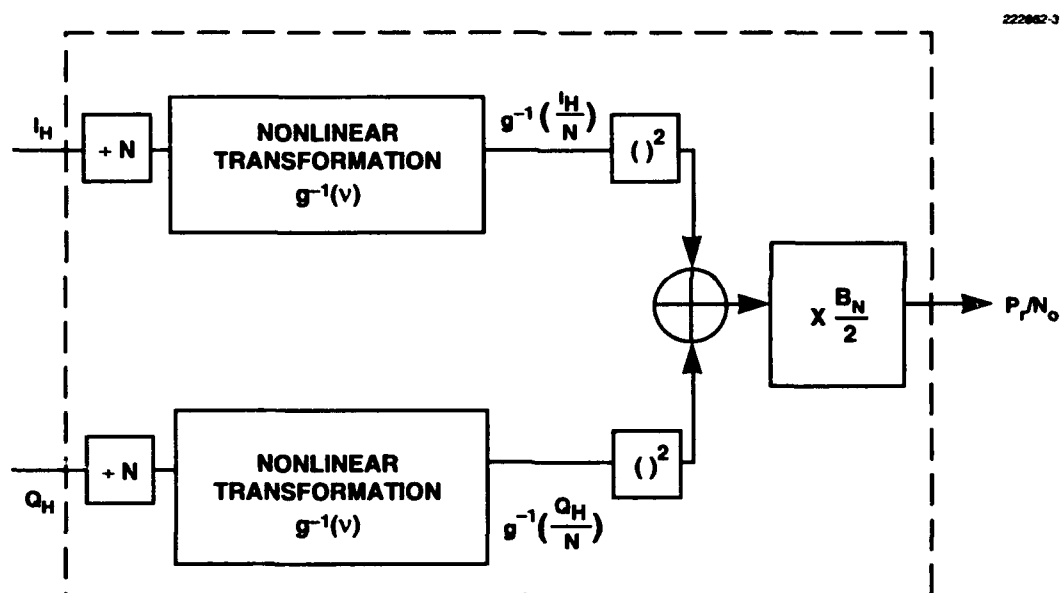 222062-3
I_H
+ N
NONLINEAR
TRANSFORMATION
g⁻¹(ν)
g⁻¹(I_H/N)
( )²
X B_N/2
P_r/N_o
Q_H
+ N
NONLINEAR
TRANSFORMATION
g⁻¹(ν)
g⁻¹(Q_H/N)
( )²